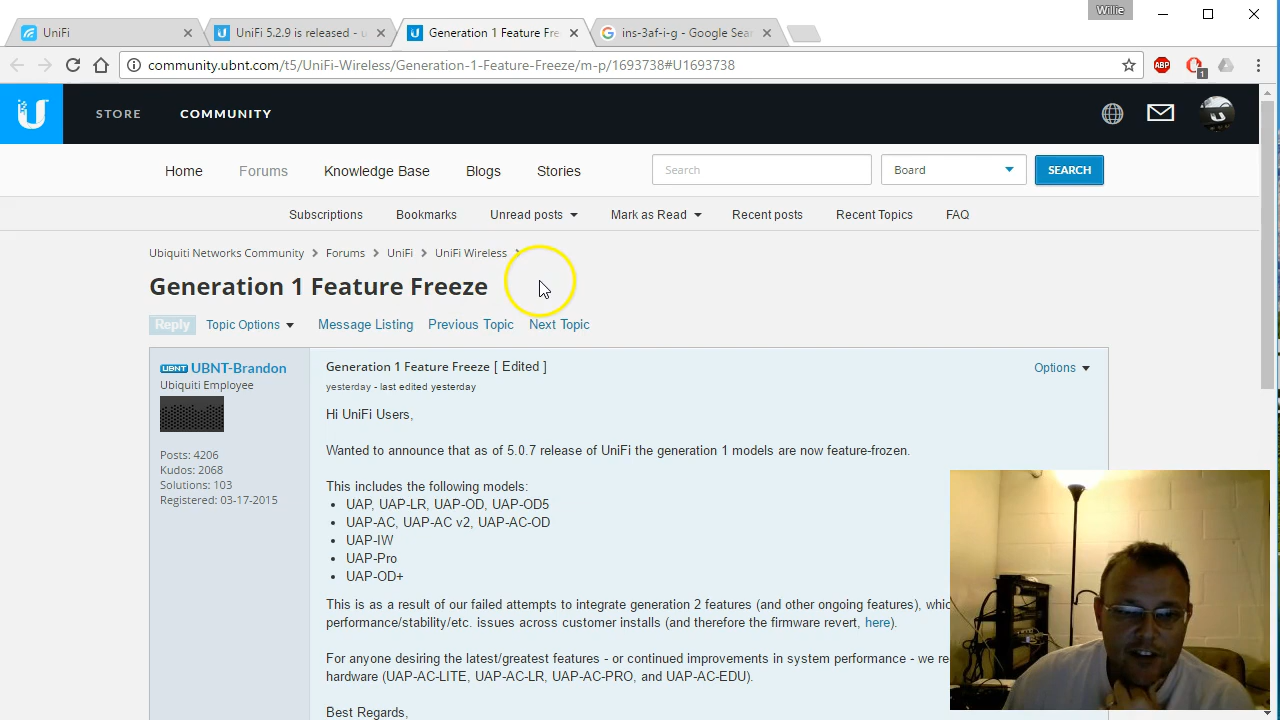 Willie
UniFi
UniFi 5.2.9 is released - u
Generation 1 Feature Fre
ins-3af-i-g - Google Sear
community.ubnt.com/t5/UniFi-Wireless/Generation-1-Feature-Freeze/m-p/1693738#U1693738
ABP
1
STORE
COMMUNITY
Home
Forums
Knowledge Base
Blogs
Stories
Search
Board
SEARCH
Subscriptions
Bookmarks
Unread posts
Mark as Read
Recent posts
Recent Topics
FAQ
Ubiquiti Networks Community > Forums > UniFi > UniFi Wireless >
Generation 1 Feature Freeze
Reply
Topic Options
Message Listing
Previous Topic
Next Topic
UBNT UBNT-Brandon
Ubiquiti Employee
Posts: 4206
Kudos: 2068
Solutions: 103
Registered: 03-17-2015
Generation 1 Feature Freeze [ Edited ]
Options
yesterday - last edited yesterday
Hi UniFi Users,
Wanted to announce that as of 5.0.7 release of UniFi the generation 1 models are now feature-frozen.
This includes the following models:
• UAP, UAP-LR, UAP-OD, UAP-OD5
• UAP-AC, UAP-AC v2, UAP-AC-OD
• UAP-IW
• UAP-Pro
• UAP-OD+
This is as a result of our failed attempts to integrate generation 2 features (and other ongoing features), whic
performance/stability/etc. issues across customer installs (and therefore the firmware revert, here).
For anyone desiring the latest/greatest features - or continued improvements in system performance - we re
hardware (UAP-AC-LITE, UAP-AC-LR, UAP-AC-PRO, and UAP-AC-EDU).
Best Regards,